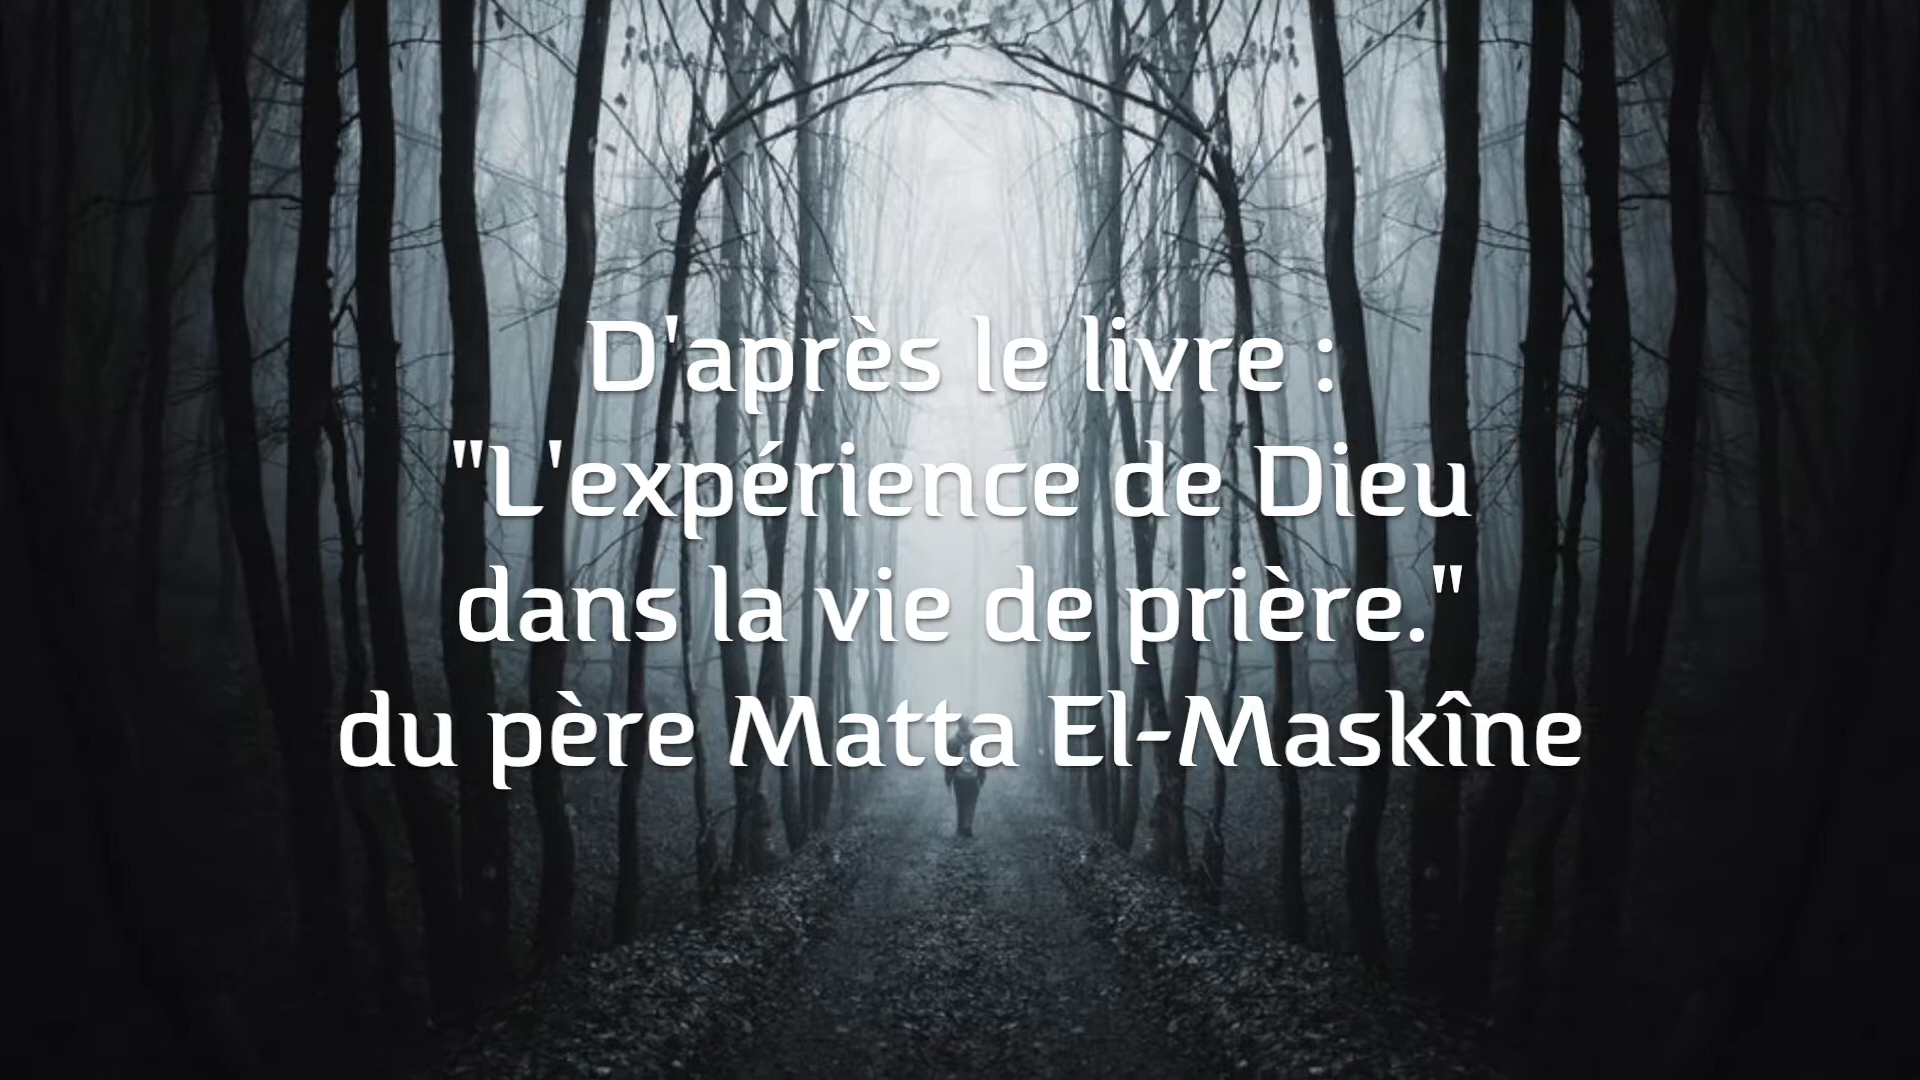 D'après le livre :
"L'expérience de Dieu
dans la vie de prière."
du père Matta El-Maskîne